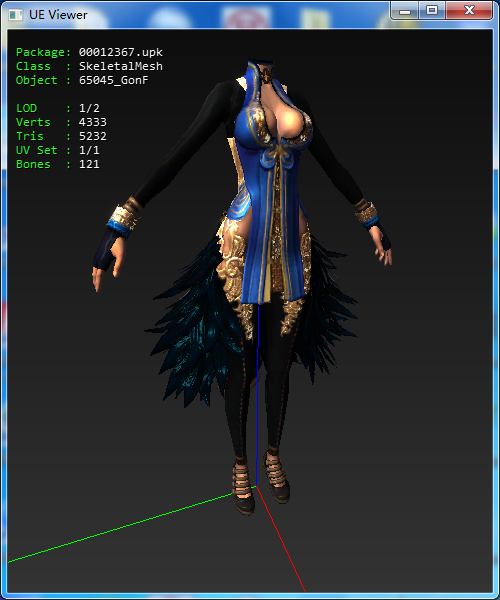 UE Viewer
Package: 00012367.upk
Class : SkeletalMesh
Object : 65045_GonF
LOD : 1/2
Verts : 4333
Tris : 5232
UV Set : 1/1
Bones : 121